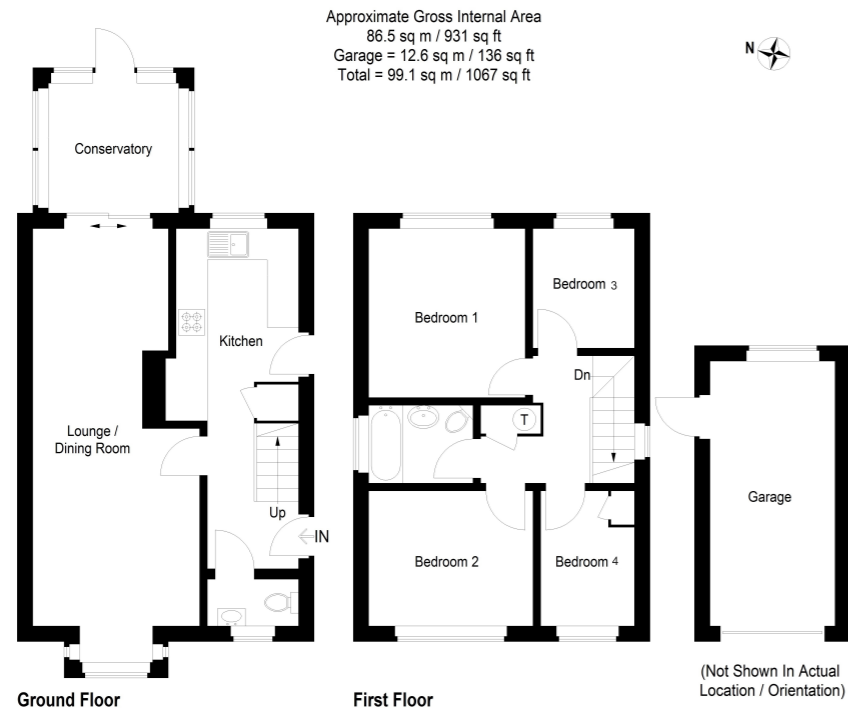 Approximate Gross Internal Area
86.5 sq m / 931 sq ft
Garage = 12.6 sq m / 136 sq ft
Total = 99.1 sq m / 1067 sq ft
N
Conservatory
Kitchen
Lounge /
Dining Room
Up
IN
Ground Floor
Bedroom 1
Bedroom 3
Dn
T
Bedroom 2
Bedroom 4
First Floor
Garage
(Not Shown In Actual
Location / Orientation)